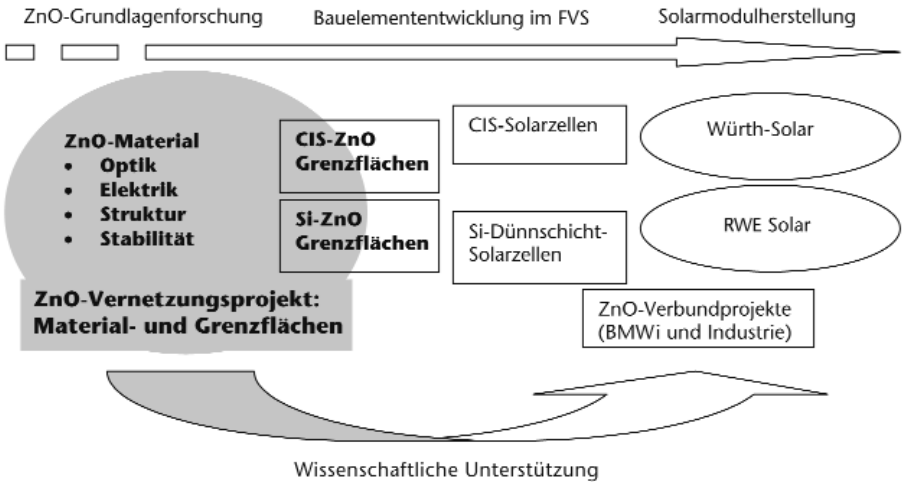 ZnO-Grundlagenforschung
Bauelemententwicklung im FVS
Solarmodulherstellung
ZnO-Material
• Optik
• Elektrik
• Struktur
• Stabilität
CIS-ZnO
Grenzflächen
Si-ZnO
Grenzflächen
CIS-Solarzellen
Si-Dünnschicht-
Solarzellen
Würth-Solar
RWE Solar
ZnO-Vernetzungsprojekt:
Material- und Grenzflächen
ZnO-Verbundprojekte
(BMWi und Industrie)
Wissenschaftliche Unterstützung